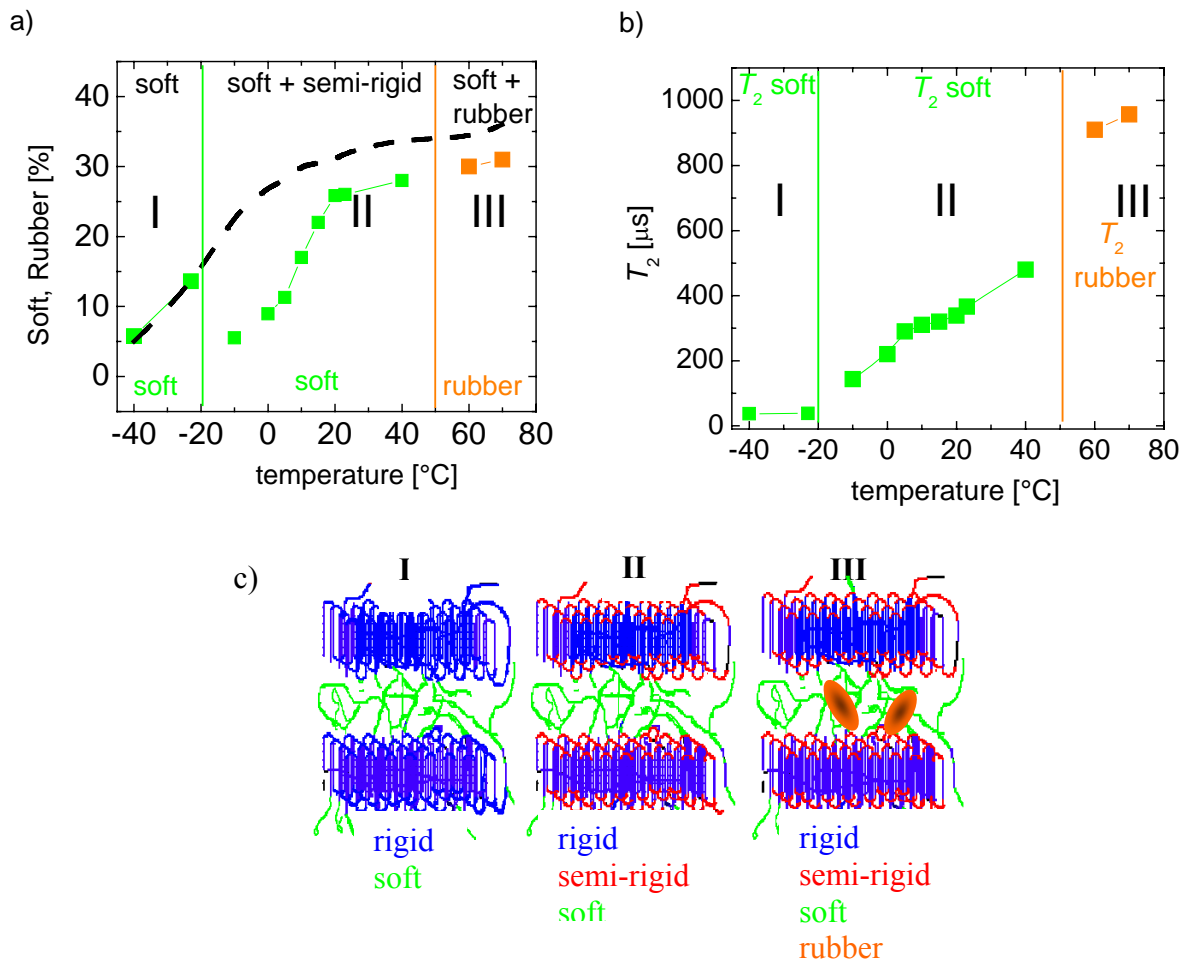 a)
soft
soft + semi-rigid
soft +
rubber
40
30
20
10
0
Soft, Rubber [%]
I
II
III
soft
soft
rubber
-40
-20
0
20
40
60
80
temperature [°C]
b)
T2 soft
T2 soft
1000
800
600
400
200
0
T2 [µs]
I
II
III
T2
rubber
-40
-20
0
20
40
60
80
temperature [°C]
c)
I
II
III
rigid
soft
rigid
semi-rigid
soft
rigid
semi-rigid
soft
rubber